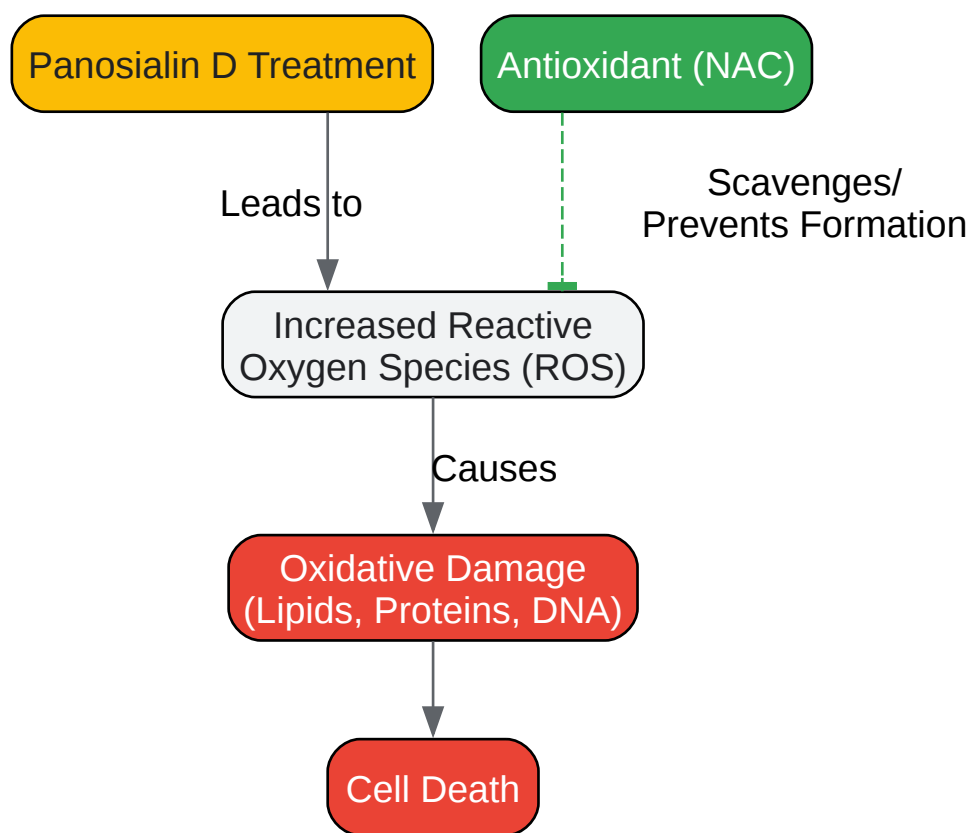 Panosialin D Treatment
Antioxidant (NAC)
Leads to
Scavenges/
Prevents Formation
Increased Reactive
Oxygen Species (ROS)
Causes
Oxidative Damage
(Lipids, Proteins, DNA)
Cell Death